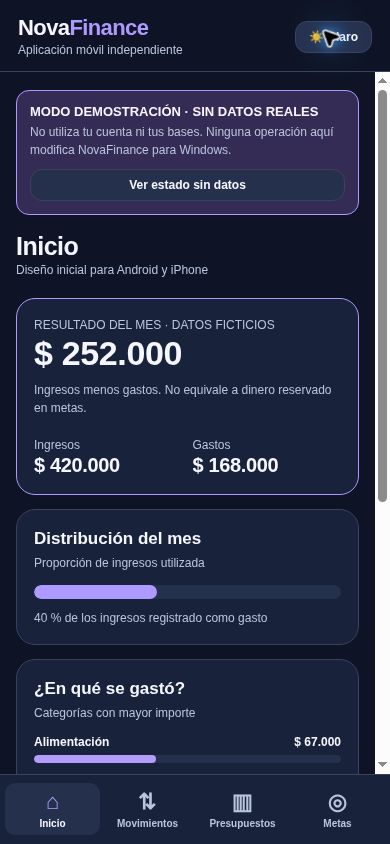 NovaFinance
Aplicación móvil independiente
MODO DEMOSTRACIÓN · SIN DATOS REALES
No utiliza tu cuenta ni tus bases. Ninguna operación aquí
modifica NovaFinance para Windows.
Ver estado sin datos
Inicio
Diseño inicial para Android y iPhone
RESULTADO DEL MES · DATOS FICTICIOS
$ 252.000
Ingresos menos gastos. No equivale a dinero reservado
en metas.
Ingresos Gastos
$ 420.000 $ 168.000
Distribución del mes
Proporción de ingresos utilizada
40 % de los ingresos registrado como gasto
¿En qué se gastó?
Categorías con mayor importe
Alimentación $ 67.000
Inicio Movimientos Presupuestos Metas